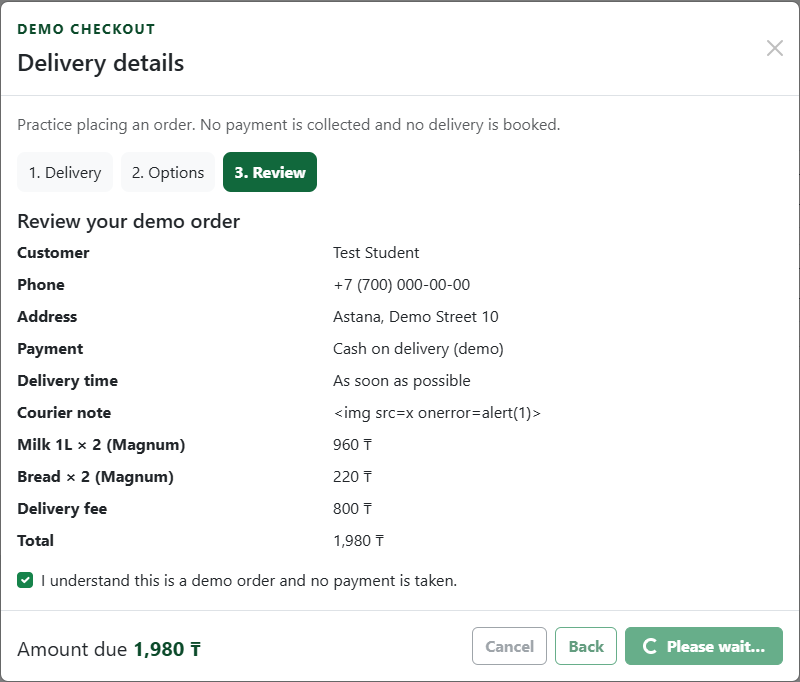 DEMO CHECKOUT
Delivery details
Practice placing an order. No payment is collected and no delivery is booked.
1. Delivery 2. Options 3. Review
Review your demo order
Customer Test Student
Phone +7 (700) 000-00-00
Address Astana, Demo Street 10
Payment Cash on delivery (demo)
Delivery time As soon as possible
Courier note <img src=x onerror=alert(1)>
Milk 1L × 2 (Magnum) 960 ₸
Bread × 2 (Magnum) 220 ₸
Delivery fee 800 ₸
Total 1,980 ₸
I understand this is a demo order and no payment is taken.
Amount due 1,980 ₸ Cancel Back Please wait...